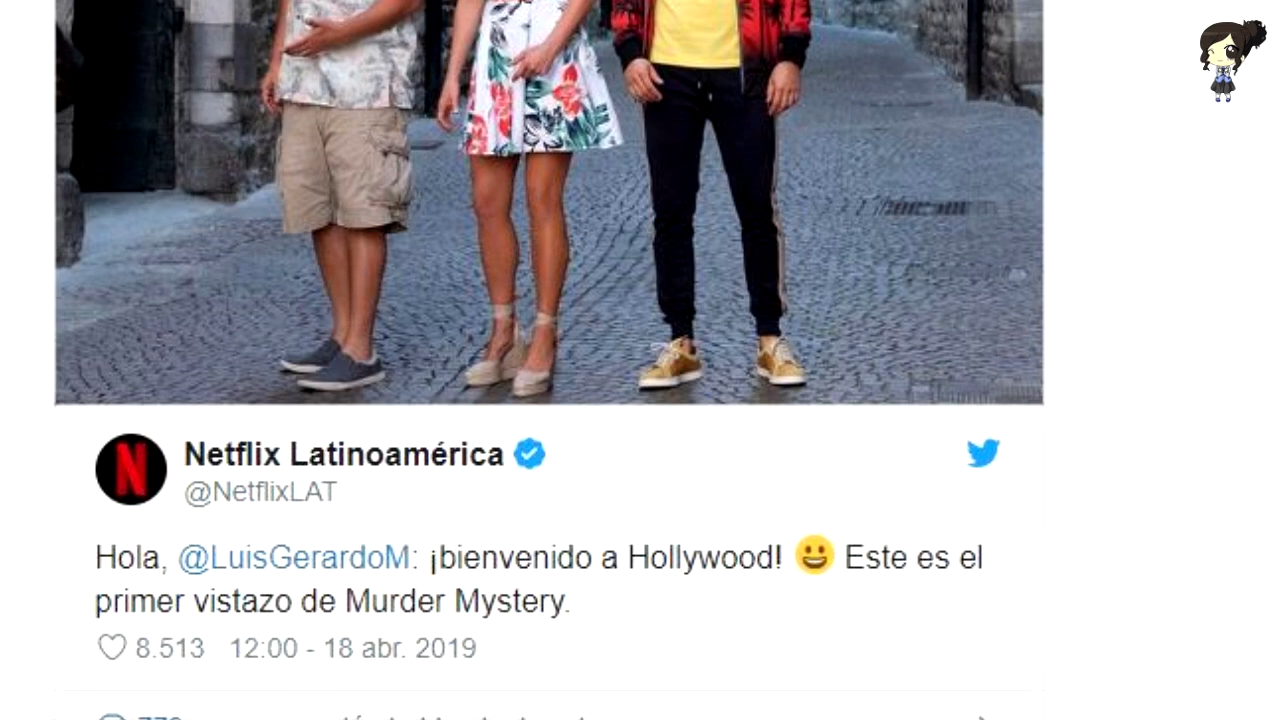 Netflix Latinoamérica
@NetflixLAT
Hola, @LuisGerardoM: ¡bienvenido a Hollywood! 😀 Este es el
primer vistazo de Murder Mystery.
8.513 12:00 - 18 abr. 2019